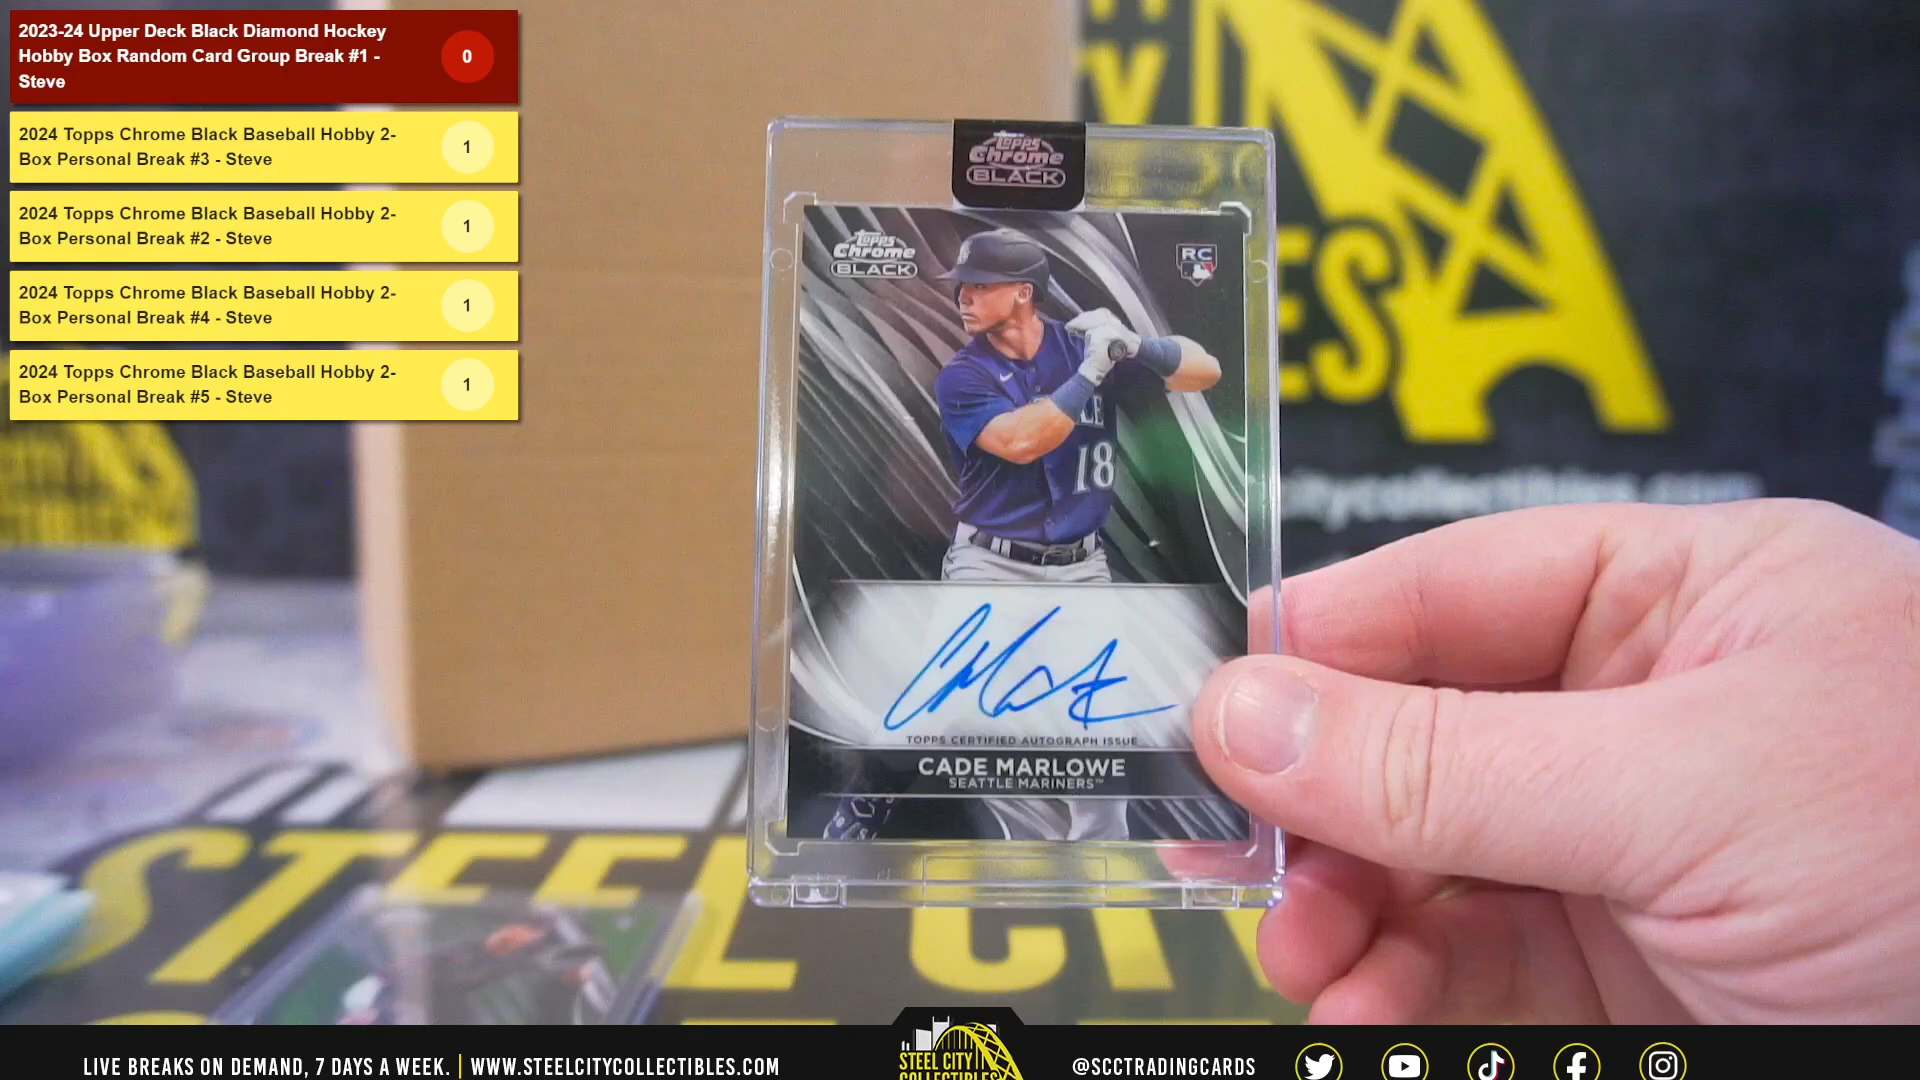 2023-24 Upper Deck Black Diamond Hockey
Hobby Box Random Card Group Break #1 -
Steve
0
2024 Topps Chrome Black Baseball Hobby 2-
Box Personal Break #3 - Steve
1
2024 Topps Chrome Black Baseball Hobby 2-
Box Personal Break #2 - Steve
1
2024 Topps Chrome Black Baseball Hobby 2-
Box Personal Break #4 - Steve
1
2024 Topps Chrome Black Baseball Hobby 2-
Box Personal Break #5 - Steve
1
Topps
Chrome
BLACK
Topps
Chrome
BLACK
RC
18
TOPPS CERTIFIED AUTOGRAPH ISSUE
CADE MARLOWE
SEATTLE MARINERS™
STEEL CITY
LIVE BREAKS ON DEMAND, 7 DAYS A WEEK. | WWW.STEELCITYCOLLECTIBLES.COM
STEEL CITY
COLLECTIBLES
@SCCTRADINGCARDS